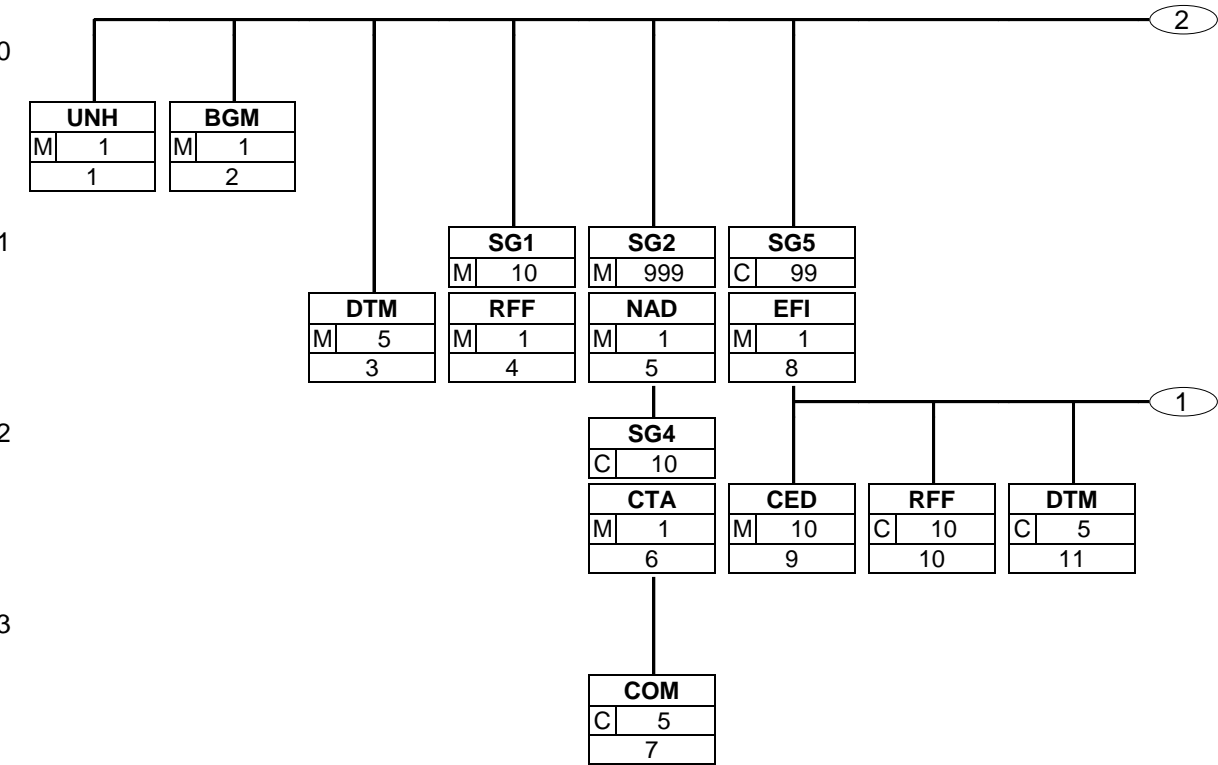 2
0
UNH BGM
M 1 M 1
1 2
1
SG1 SG2 SG5
M 10 M 999 C 99
DTM RFF NAD EFI
M 5 M 1 M 1 M 1
3 4 5 8
1
2
SG4
C 10
CTA CED RFF DTM
M 1 M 10 C 10 C 5
6 9 10 11
3
COM
C 5
7